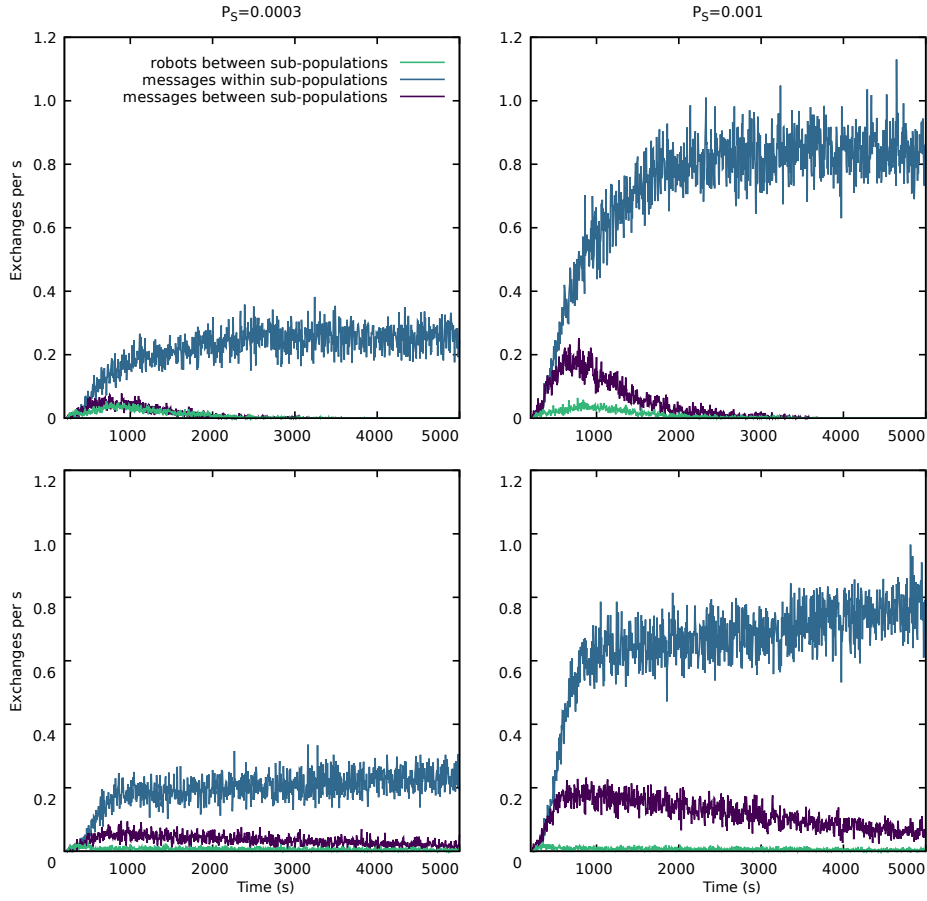 P_S=0.0003 P_S=0.001
1.2 1.2
robots between sub-populations
messages within sub-populations
messages between sub-populations
1.0 1.0
0.8 0.8
Exchanges per s
0.6 0.6
0.4 0.4
0.2 0.2
0 0
1000 2000 3000 4000 5000 1000 2000 3000 4000 5000
1.2 1.2
1.0 1.0
0.8 0.8
Exchanges per s
0.6 0.6
0.4 0.4
0.2 0.2
0 0
1000 2000 3000 4000 5000 1000 2000 3000 4000 5000
Time (s) Time (s)